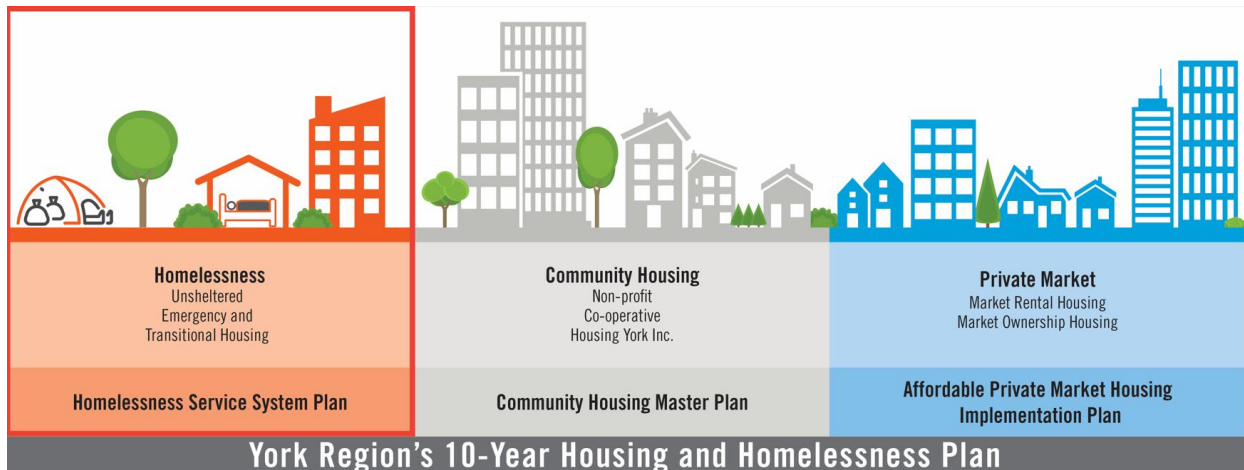 Homelessness
Unsheltered
Emergency and
Transitional Housing
Homelessness Service System Plan
Community Housing
Non-profit
Co-operative
Housing York Inc.
Community Housing Master Plan
Private Market
Market Rental Housing
Market Ownership Housing
Affordable Private Market Housing
Implementation Plan
York Region's 10-Year Housing and Homelessness Plan